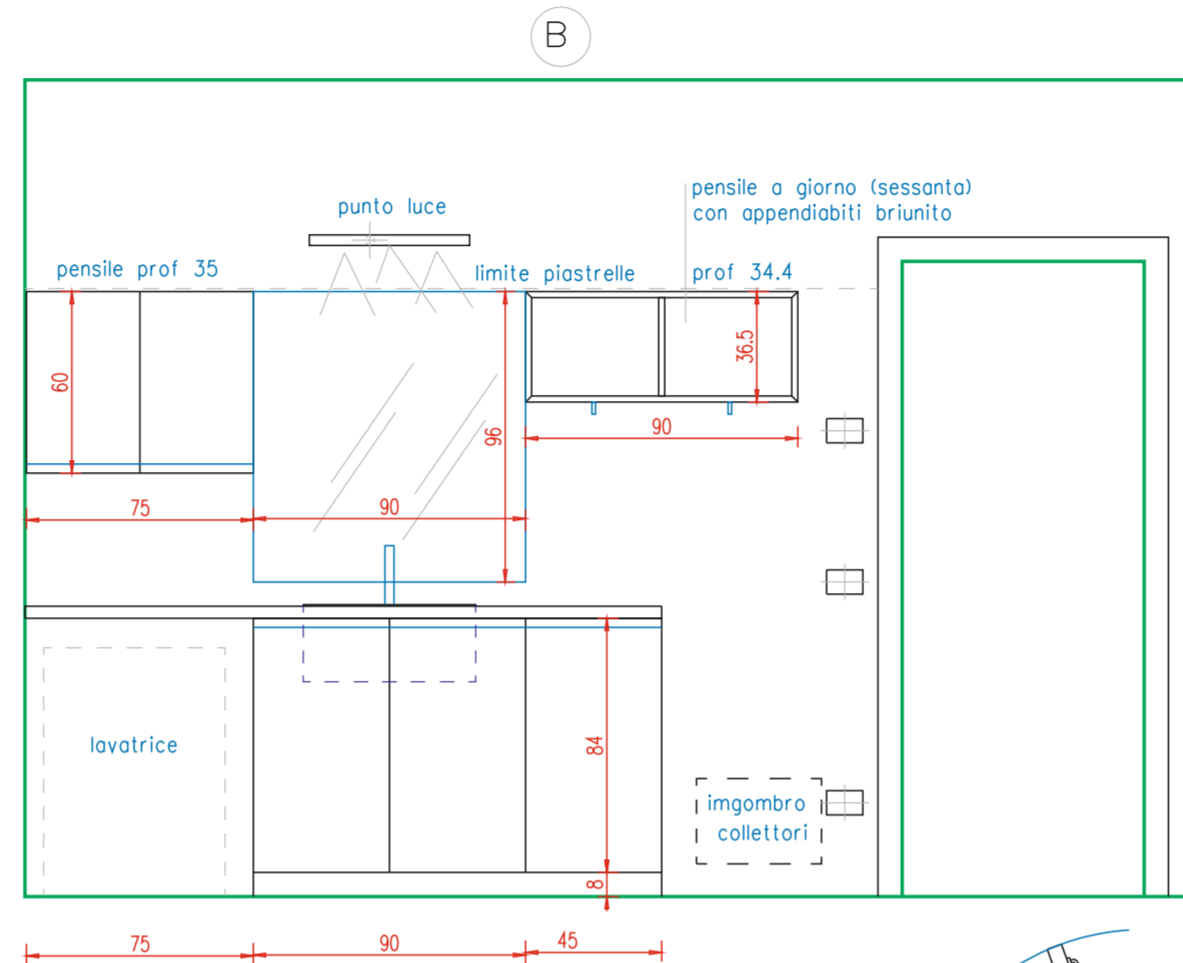 B
pensile a giorno (sessanta)
con appendiabiti briunito
punto luce
pensile prof 35
limite piastrelle
prof 34.4
60
96
36.5
90
75
90
lavatrice
84
imgombro
collettori
8
75
90
45